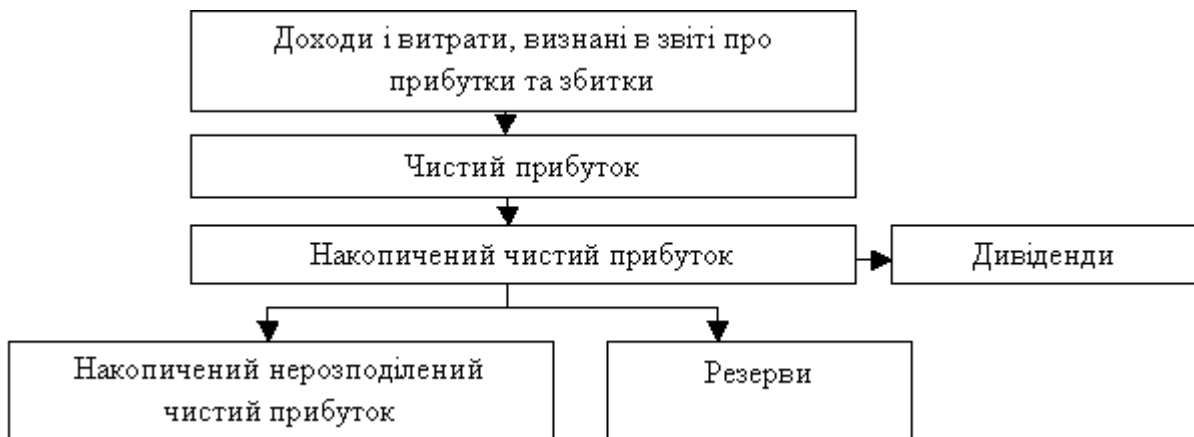 Доходи і витрати, визнані в звіті про
прибутки та збитки
Чистий прибуток
Накопичений чистий прибуток
Дивіденди
Накопичений нерозподілений
чистий прибуток
Резерви